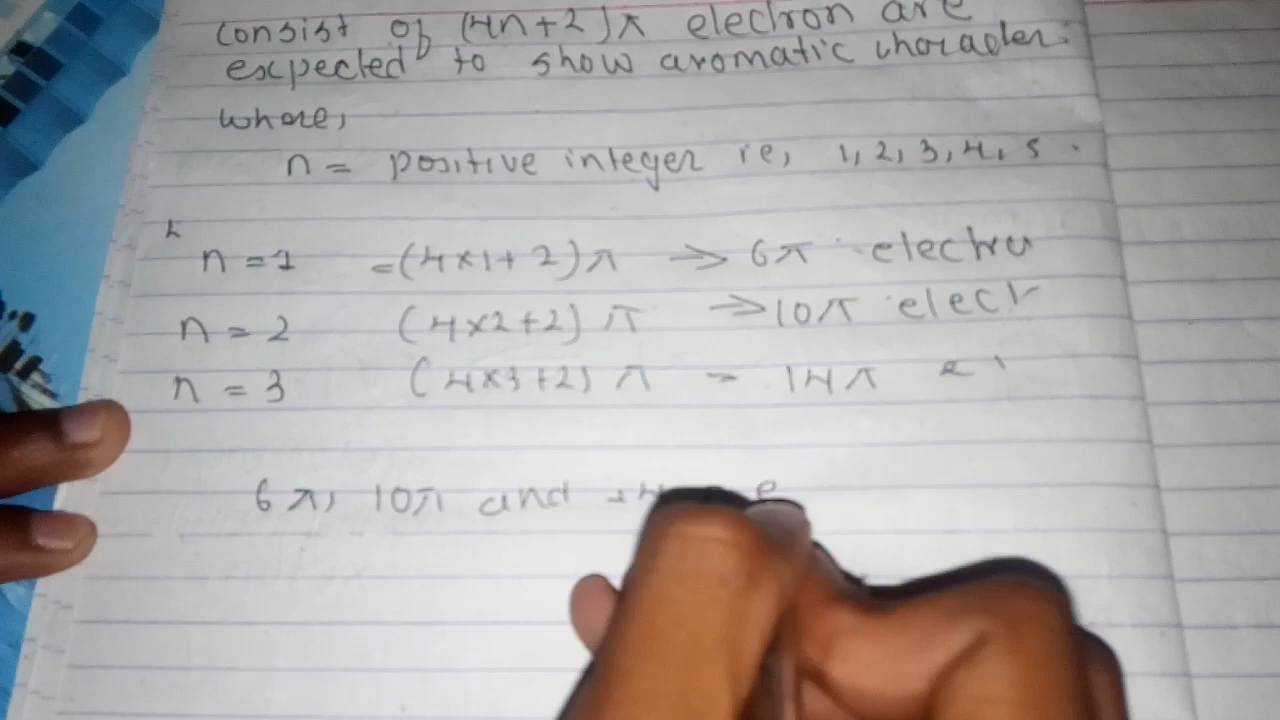 consist of (4n+2)π electron are
expected to show aromatic character.
where,
n = positive integer ie, 1, 2, 3, 4, 5.
n = 1 =(4×1+2)π ⇒ 6π electru
n = 2 (4×2+2)π ⇒ 10π elect
n = 3 (4×3+2)π = 14π e
6π, 10π and